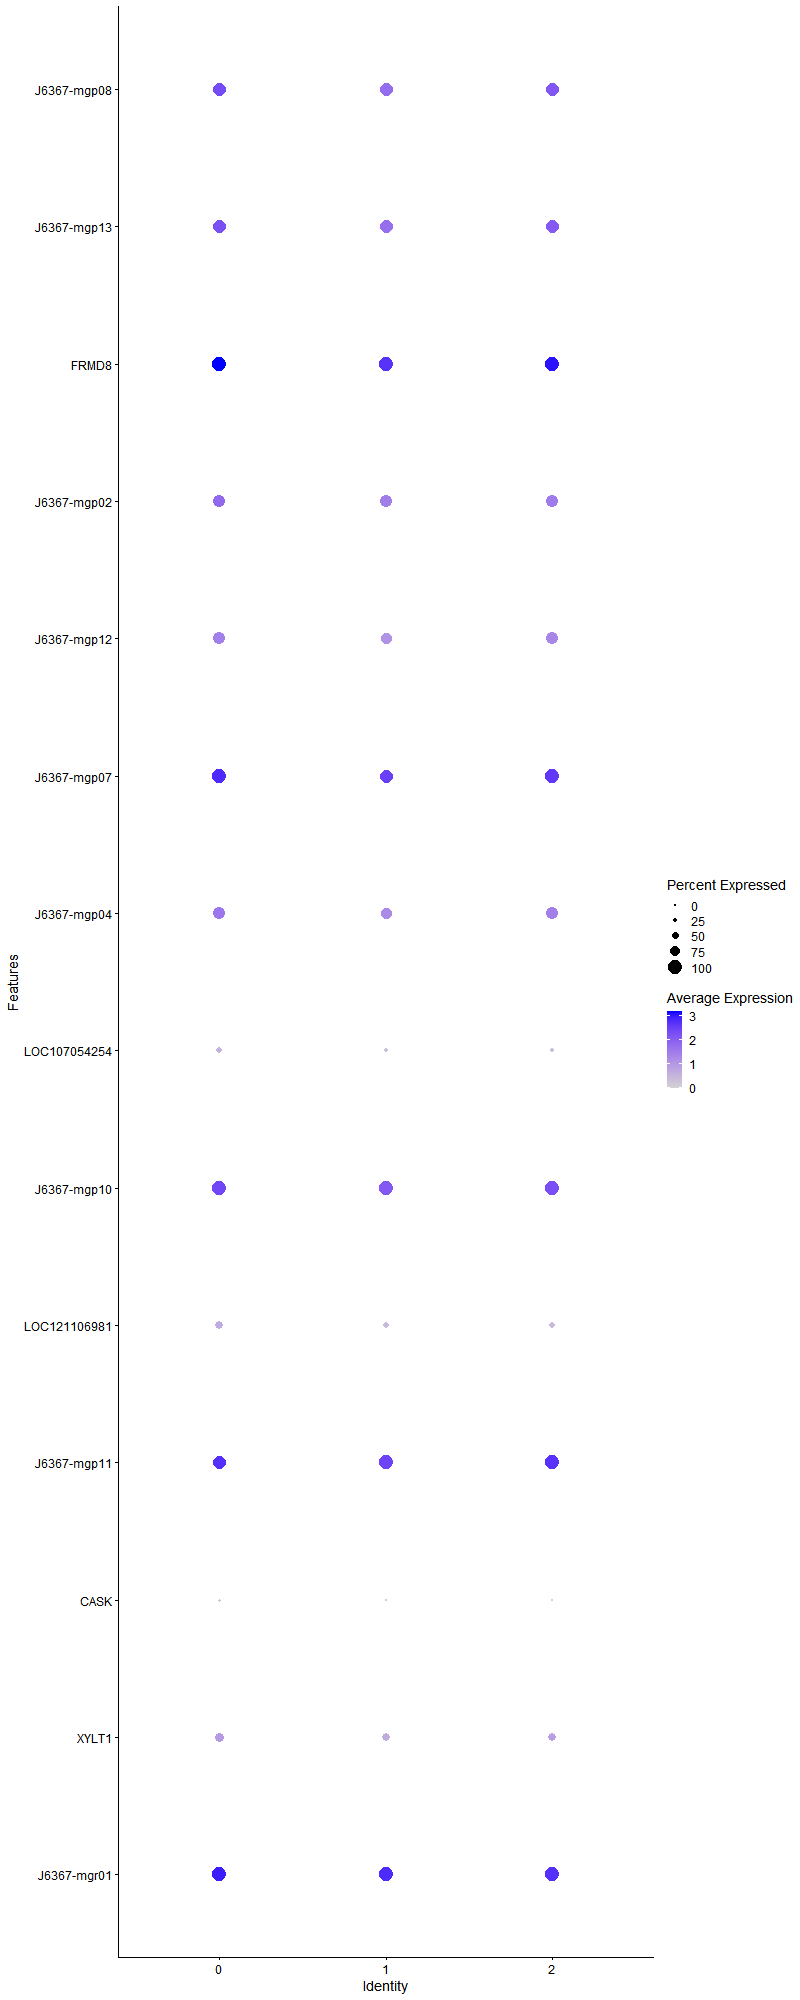 J6367-mgp08
J6367-mgp13
FRMD8
J6367-mgp02
J6367-mgp12
J6367-mgp07
J6367-mgp04
LOC107054254
J6367-mgp10
LOC121106981
J6367-mgp11
CASK
XYLT1
J6367-mgr01
Features
0
1
2
Identity
Percent Expressed
0
25
50
75
100
Average Expression
3
2
1
0